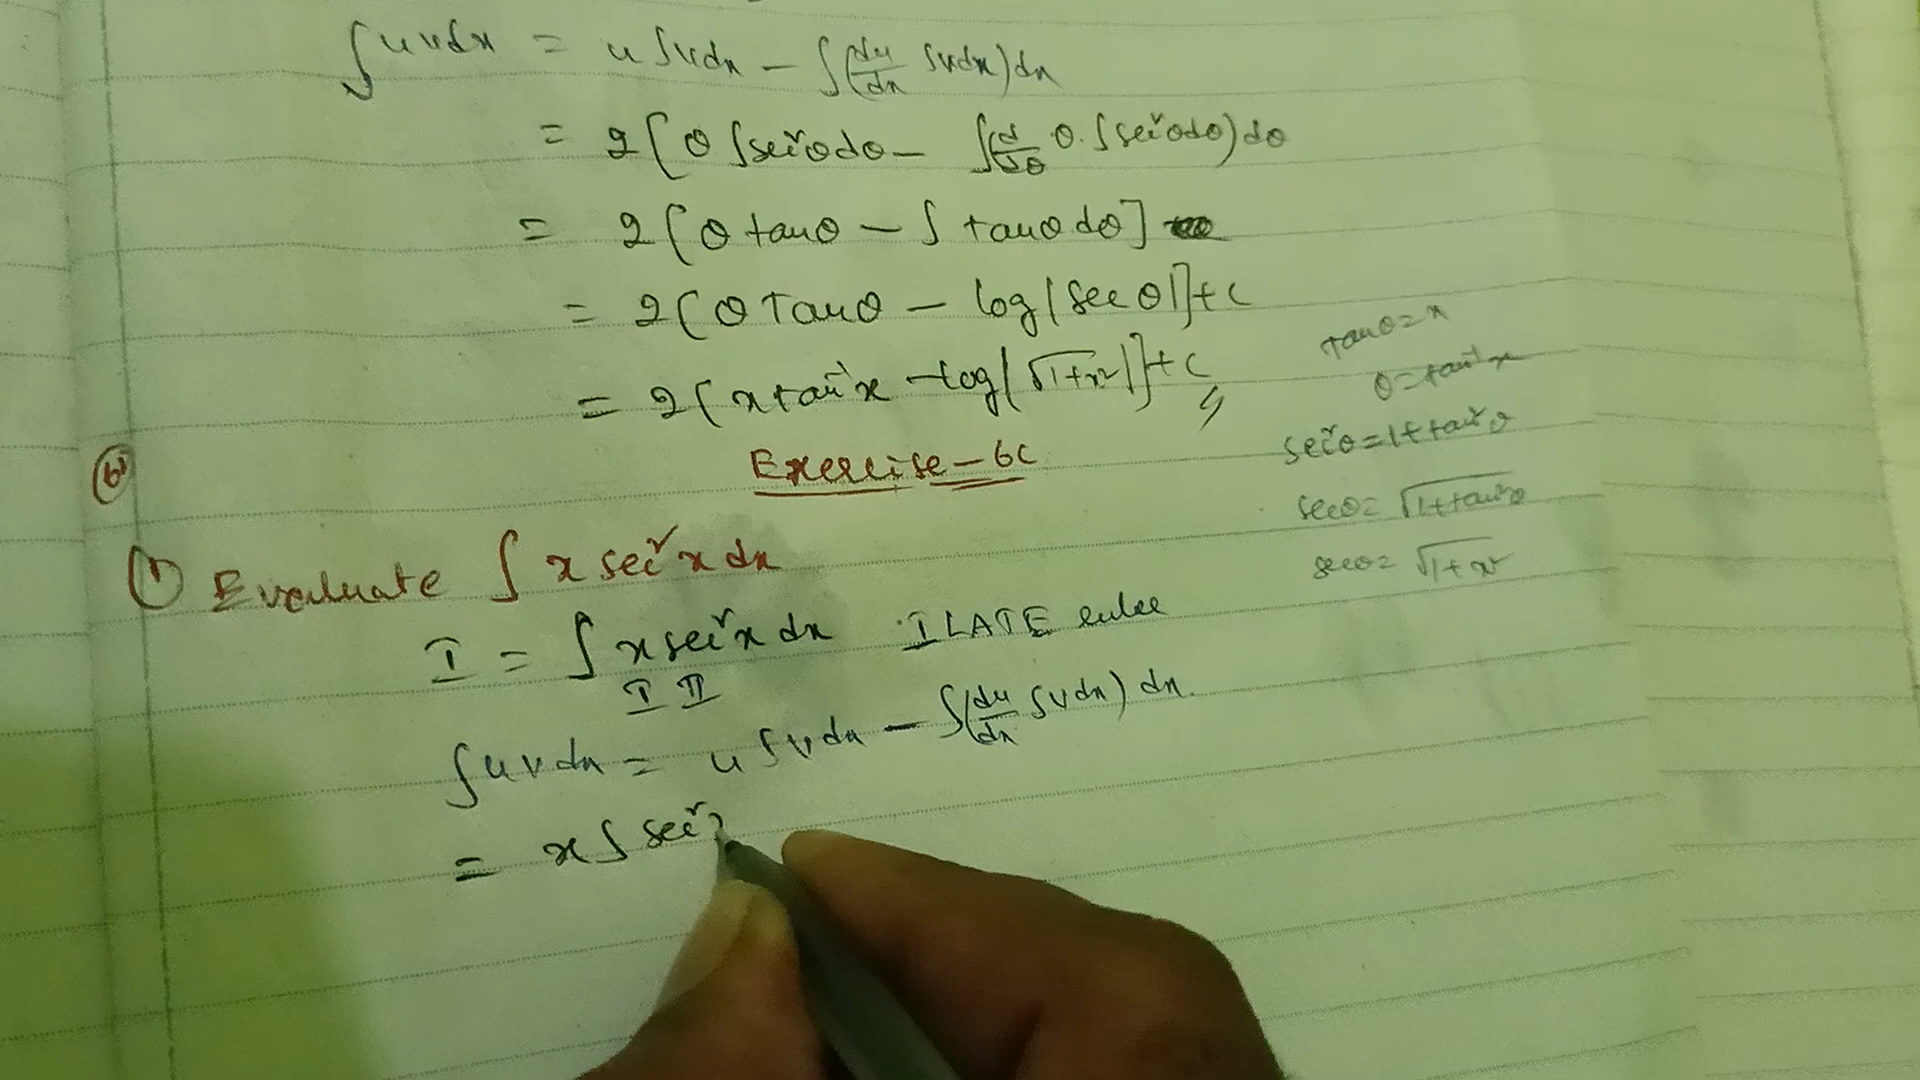 ∫uvdx = u∫vdx − ∫(du/dx ∫vdx)dx
= 2[θ∫sec²θdθ − ∫(d/dθ θ.∫sec²θdθ)dθ
= 2[θ tanθ − ∫ tanθ dθ]
= 2[θ Tanθ − log|sec θ|]+c
= 2[x tan⁻¹x − log|√1+x²|]+c
tanθ=x
θ=tan⁻¹x
sec²θ=1+tan²θ
secθ=√1+tan²θ
secθ=√1+x²
6
Exercise-6C
① Evaluate ∫ x sec²x dx
I = ∫ x sec²x dx ILATE rule
I II
∫uvdx = u∫vdx − ∫(du/dx ∫vdx) dx.
= x∫sec²